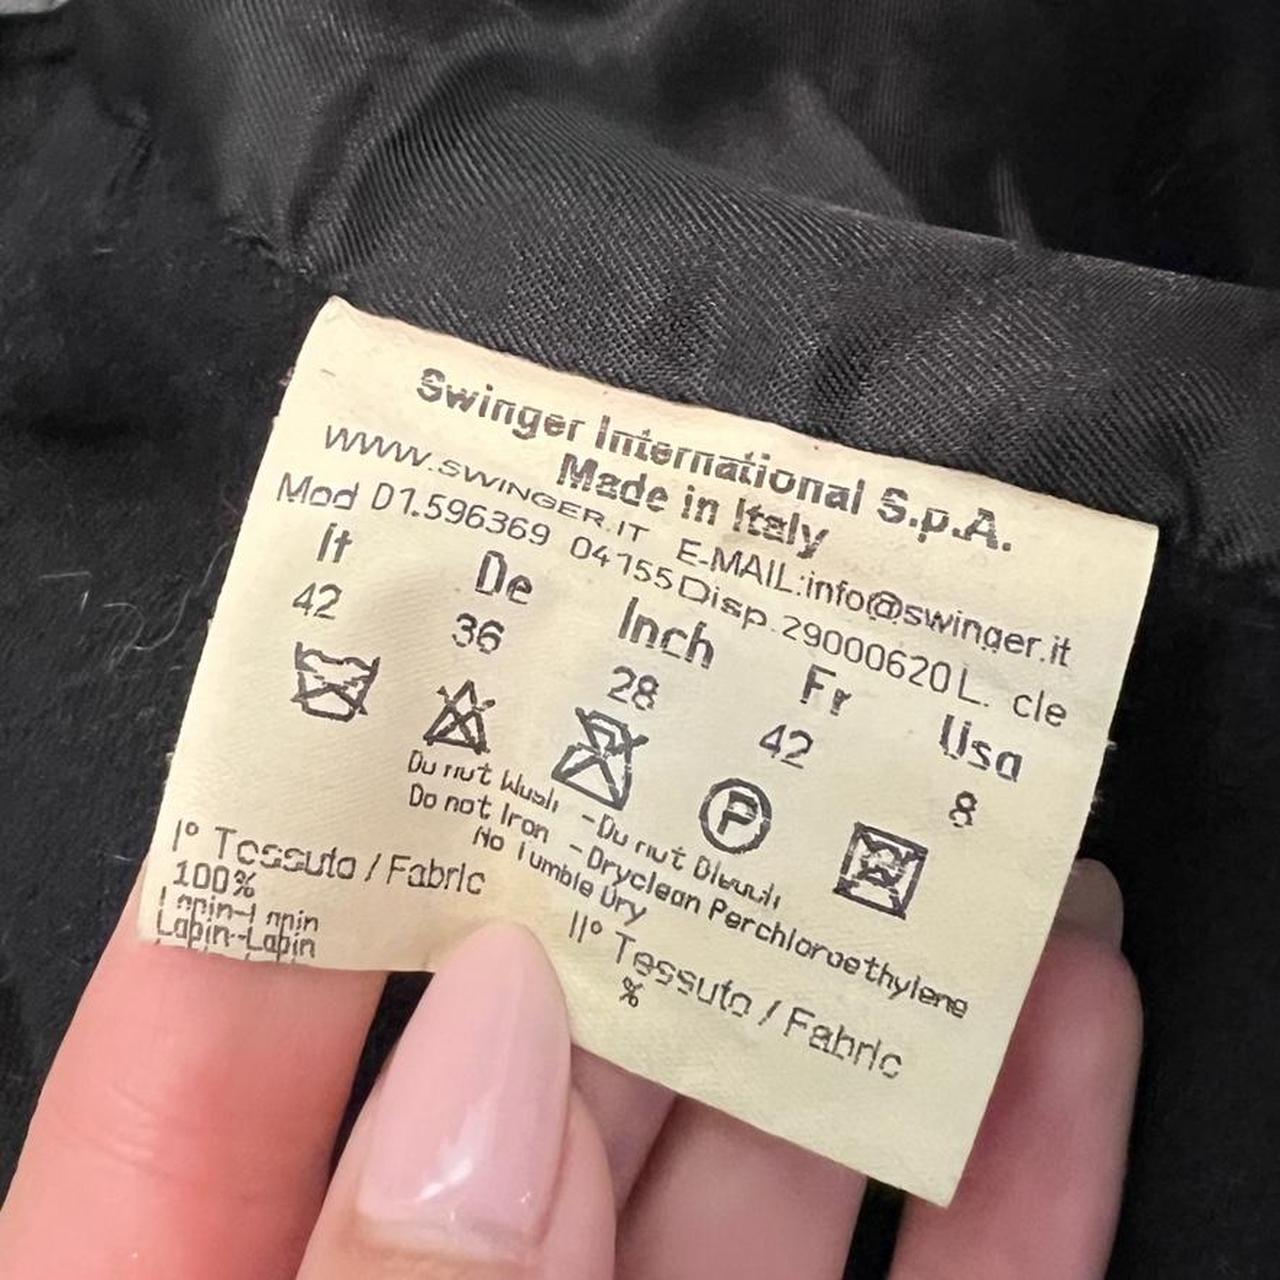 Swinger International S.p.A.
Made in Italy
WWW.SWINGER.IT E-MAIL:info@swinger.it
Mod D1.596369 04155 Disp.29000620 L. cle
It De Inch Fr Usa
42 36 28 42 8
P
Do not Wash - Do not Bleach
Do not Iron - Dryclean Perchloroethylene
No Tumble Dry
I° Tessuto / Fabric II° Tessuto / Fabric
100% %
Lapin-Lapin
Lapin-Lapin